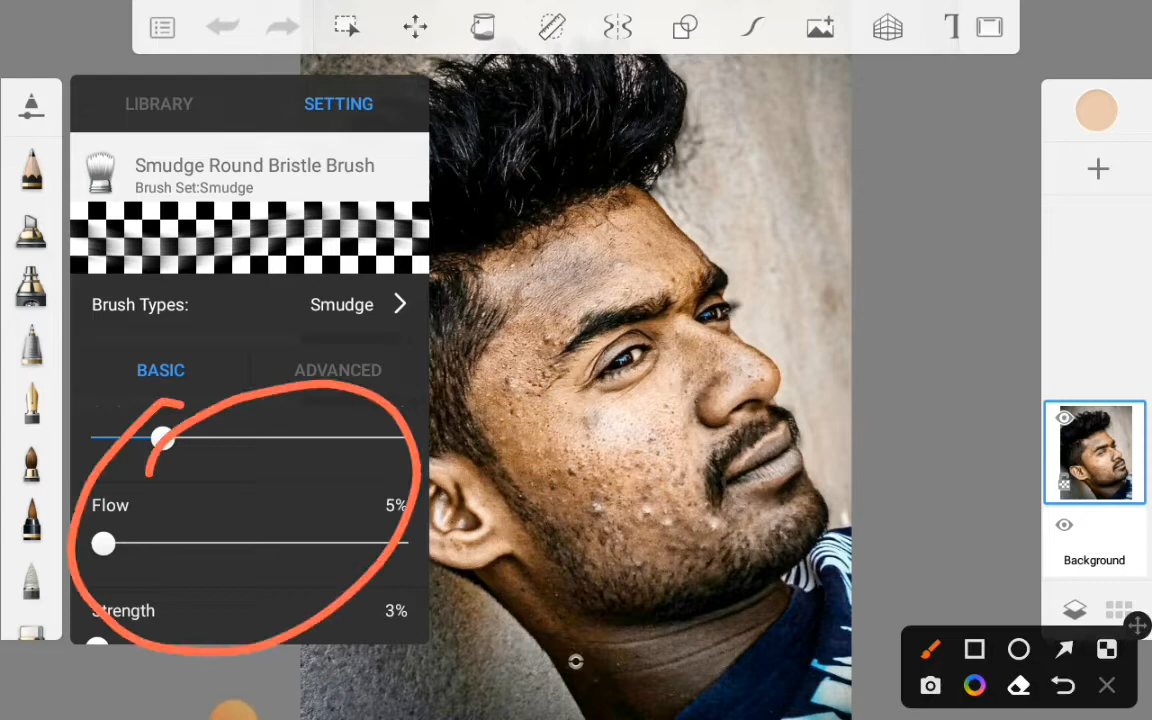 T
LIBRARY SETTING
Smudge Round Bristle Brush
Brush Set:Smudge
Brush Types: Smudge
BASIC ADVANCED
Flow 5%
Strength 3%
Background